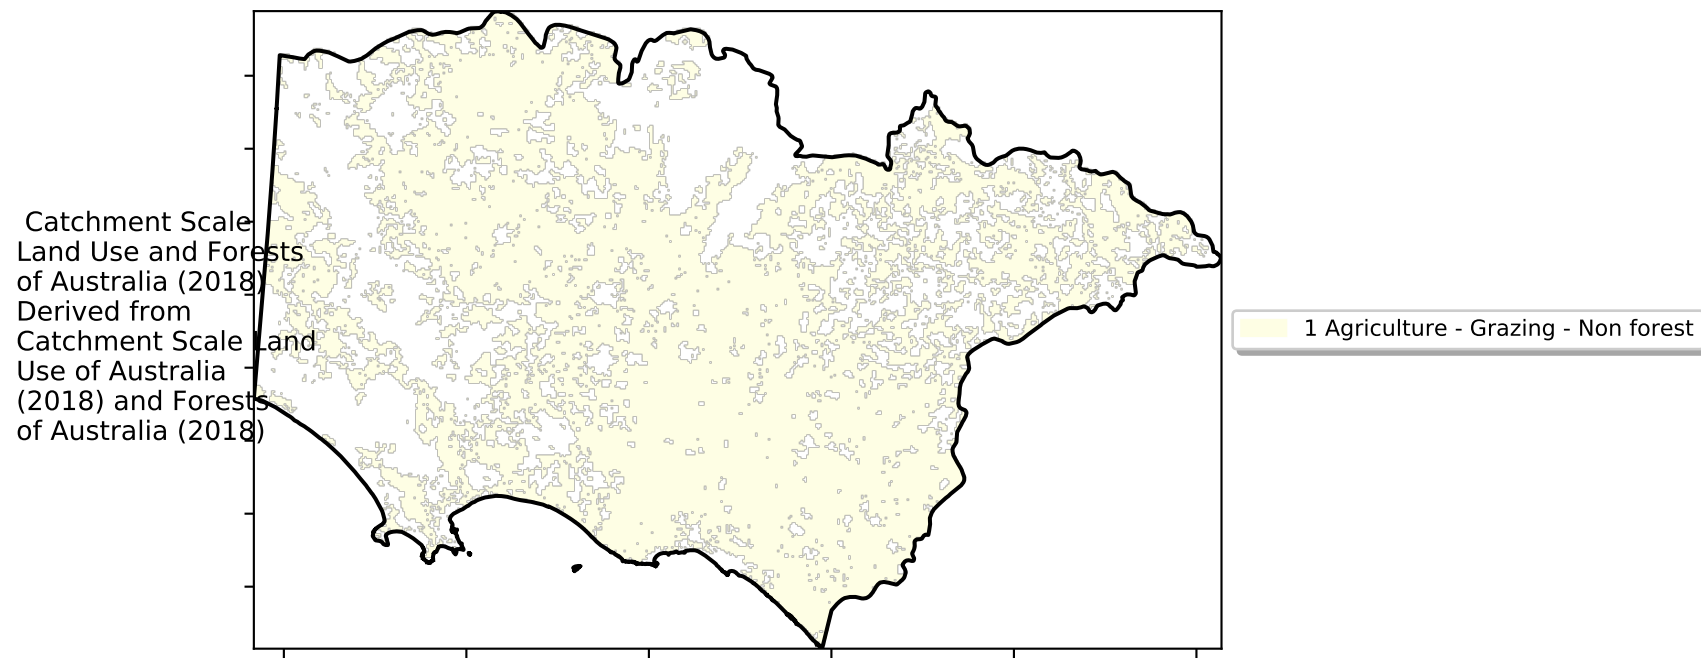 Catchment Scale
Land Use and Forests
of Australia (2018)
Derived from
Catchment Scale Land
Use of Australia
(2018) and Forests
of Australia (2018)
1 Agriculture - Grazing - Non forest